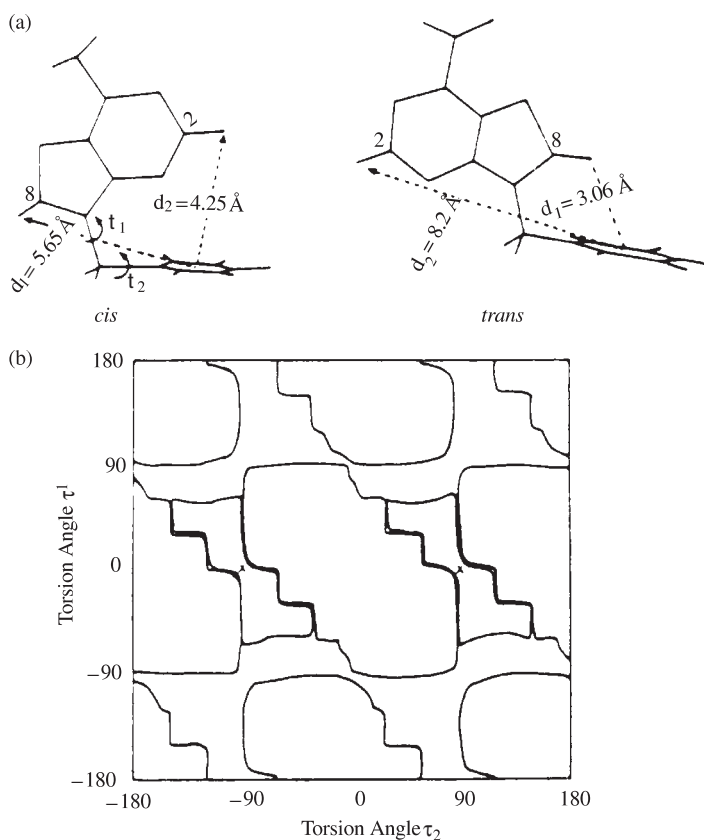 (a)
2
8
d₁ = 5.65 Å
t₁
t₂
d₂ = 4.25 Å
cis
2
8
d₂ = 8.2 Å
d₁ = 3.06 Å
trans
(b)
180
90
0
−90
−180
Torsion Angle τ¹
−180
−90
0
90
180
Torsion Angle τ₂